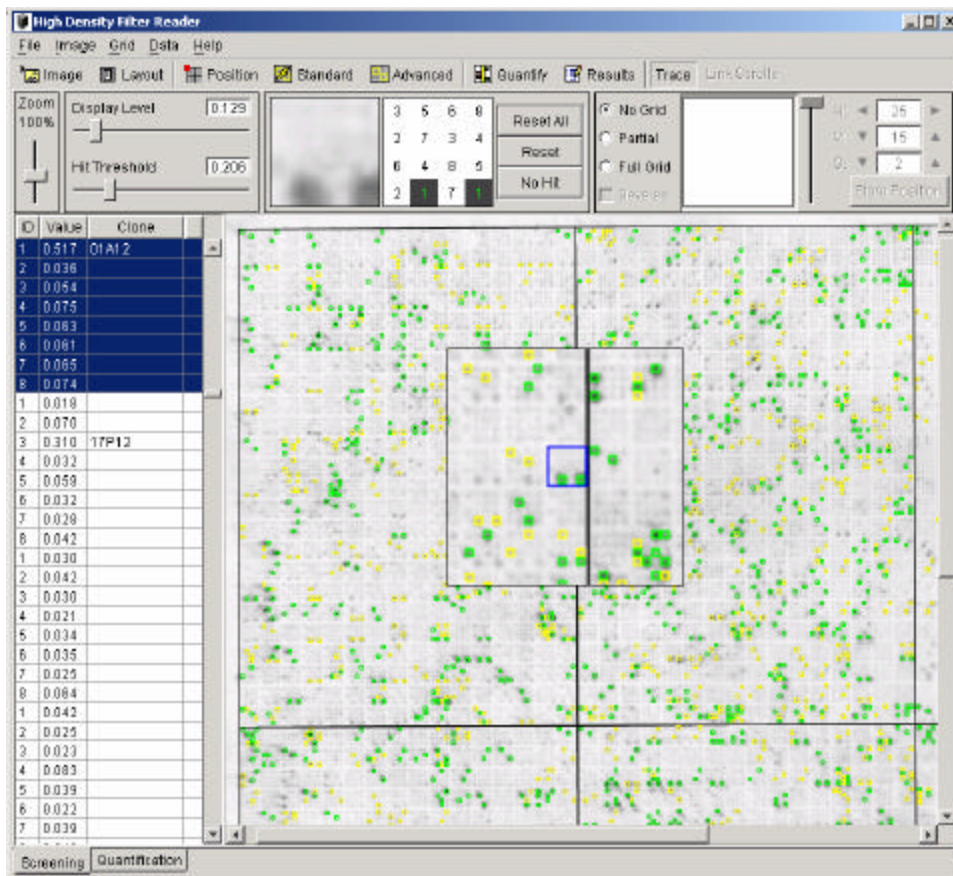 High Density Filter Reader
File Image Grid Data Help
Image Layout Position Standard Advanced Quantify Results Trace
Zoom
100%
Display Level 0.129
Hit Threshold 0.206
3 5 6 8
2 7 3 4
6 4 8 5
2 1 7 1
Reset All
Reset
No Hit
No Grid
Partial
Full Grid
15
2
ID Value Clone
1 0.517 01A12
2 0.036
3 0.054
4 0.075
5 0.063
6 0.061
7 0.065
8 0.074
1 0.018
2 0.070
3 0.310 17P12
4 0.032
5 0.059
6 0.032
7 0.028
8 0.042
1 0.030
2 0.042
3 0.030
4 0.021
5 0.034
6 0.035
7 0.025
8 0.064
1 0.042
2 0.025
3 0.023
4 0.083
5 0.039
6 0.022
7 0.039
Screening Quantification